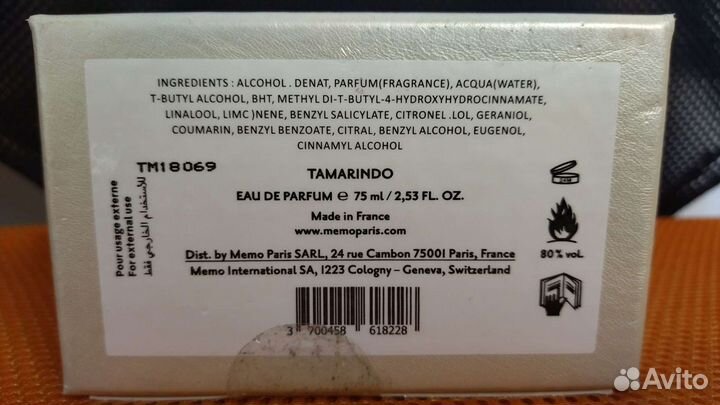 INGREDIENTS : ALCOHOL . DENAT, PARFUM(FRAGRANCE), ACQUA(WATER),
T-BUTYL ALCOHOL, BHT, METHYL DI-T-BUTYL-4-HYDROXYHYDROCINNAMATE,
LINALOOL, LIMC )NENE, BENZYL SALICYLATE, CITRONEL .LOL, GERANIOL,
COUMARIN, BENZYL BENZOATE, CITRAL, BENZYL ALCOHOL, EUGENOL,
CINNAMYL ALCOHOL
TM18069
TAMARINDO
EAU DE PARFUM ℮ 75 ml / 2,53 FL. OZ.
Made in France
www.memoparis.com
Dist. by Memo Paris SARL, 24 rue Cambon 75001 Paris, France
Memo International SA, 1223 Cologny – Geneva, Switzerland
Pour usage externe
For external use
للاستخدام الخارجي فقط
80 % vol.
3 700458 618228
Avito